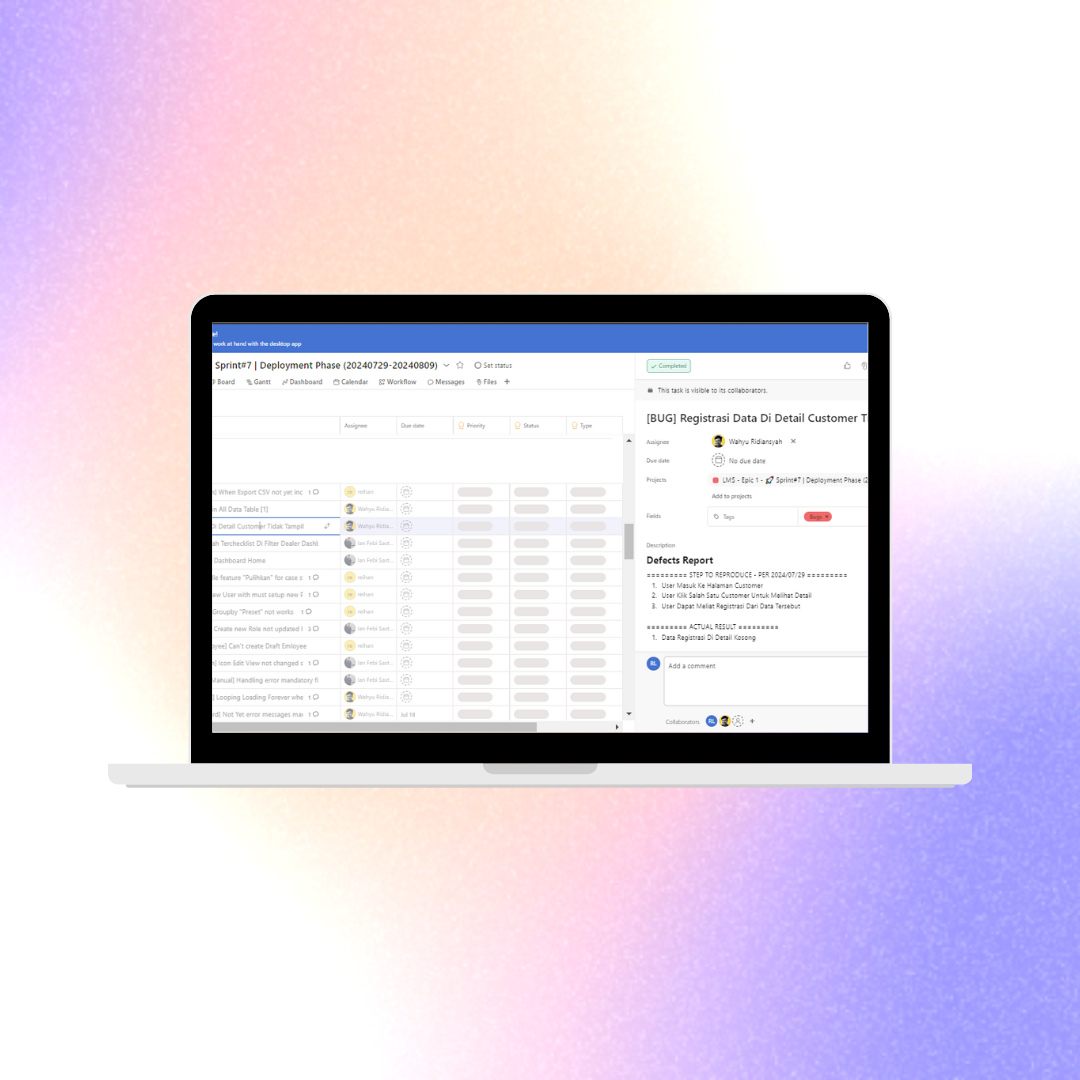 work at hand with the desktop app
Sprint#7 | Deployment Phase (20240729-20240809)
Set status
Board Gantt Dashboard Calendar Workflow Messages Files +
Assignee Due date Priority Status Type
When Export CSV not yet inc 1
n All Data Table [1]
Di Detail Customer Tidak Tampil
ah Terchecklist Di Filter Dealer Dashl
Dashboard Home
le feature "Pulihkan" for case s 1
ew User with must setup new F 1
Groupby "Preset" not works 1
Create new Role not updated l 3
oyee] Can't create Draft Emloyee
Icon Edit View not changed c 1
Manual] Handling error mandatory fi
] Looping Loading Forever whe 1
Not Yet error messages mar 1
reihan
Wahyu Ridia...
Wahyu Ridia...
Ian Febi Sast...
Ian Febi Sast...
reihan
reihan
reihan
Ian Febi Sast...
reihan
Ian Febi Sast...
Ian Febi Sast...
Wahyu Ridia...
Wahyu Ridia... Jul 18
Completed
This task is visible to its collaborators.
[BUG] Registrasi Data Di Detail Customer T
Assignee Wahyu Ridiansyah ×
Due date No due date
Projects LMS - Epic 1 - 🚀 Sprint#7 | Deployment Phase (2
Add to projects
Fields Tags Bugs ×
Description
Defects Report
========= STEP TO REPRODUCE - PER 2024/07/29 =========
1. User Masuk Ke Halaman Customer
2. User Klik Salah Satu Customer Untuk Melihat Detail
3. User Dapat Meliat Registrasi Dari Data Tersebut
========= ACTUAL RESULT =========
1. Data Registrasi Di Detail Kosong
RL Add a comment
Collaborators RL +